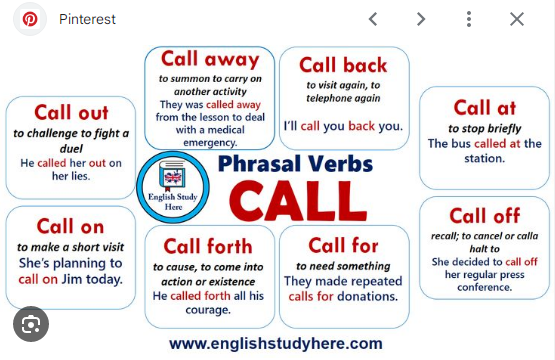 Pinterest
Call out
to challenge to fight a
duel
He called her out on
her lies.
Call away
to summon to carry on
another activity
They was called away
from the lesson to deal
with a medical
emergency.
Call back
to visit again, to
telephone again
I'll call you back you.
Call at
to stop briefly
The bus called at the
station.
English Study
Here
Phrasal Verbs
CALL
Call on
to make a short visit
She's planning to
call on Jim today.
Call forth
to cause, to come into
action or existence
He called forth all his
courage.
Call for
to need something
They made repeated
calls for donations.
Call off
recall; to cancel or calla
halt to
She decided to call off
her regular press
conference.
www.englishstudyhere.com